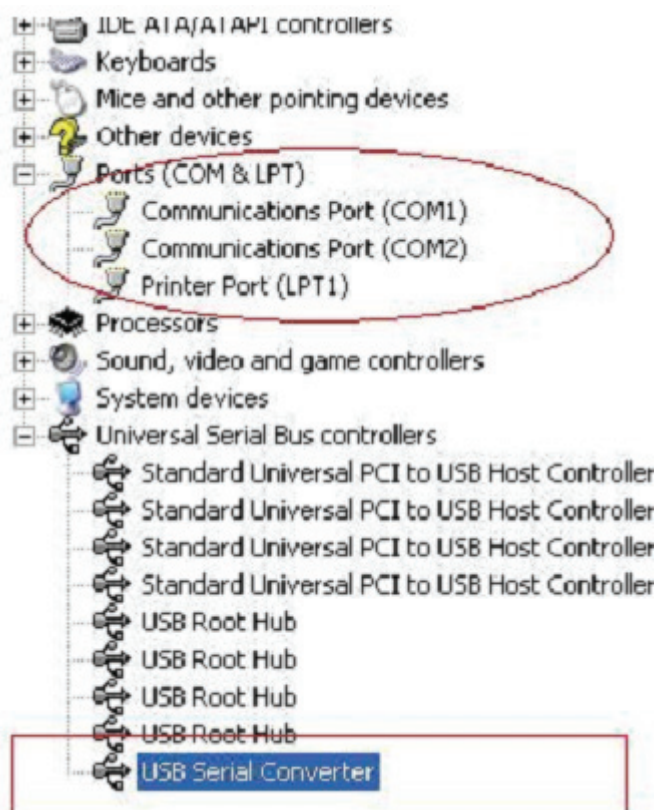 IDE ATA/ATAPI controllers
Keyboards
Mice and other pointing devices
Other devices
Ports (COM & LPT)
Communications Port (COM1)
Communications Port (COM2)
Printer Port (LPT1)
Processors
Sound, video and game controllers
System devices
Universal Serial Bus controllers
Standard Universal PCI to USB Host Controller
Standard Universal PCI to USB Host Controller
Standard Universal PCI to USB Host Controller
Standard Universal PCI to USB Host Controller
USB Root Hub
USB Root Hub
USB Root Hub
USB Root Hub
USB Serial Converter